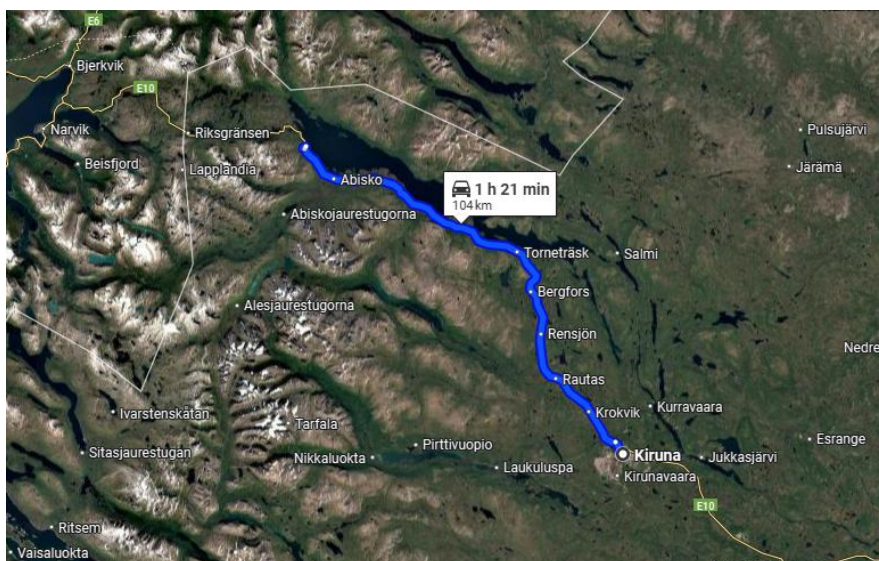 E6
Bjerkvik
E10
Narvik
Riksgränsen
Pulsujärvi
Beisfjord
Lapplandia
Abisko
1 h 21 min
104 km
Järämä
Abiskojaurestugorna
Torneträsk
Salmi
Bergfors
Alesjaurestugorna
Rensjön
Nedre
Rautas
Ivarstenskåtan
Krokvik
Kurravaara
Tarfala
Esrange
Pirttivuopio
Sitasjaurestugan
Nikkaluokta
Kiruna
Jukkasjärvi
Laukuluspa
Kirunavaara
E10
Ritsem
Vaisaluokta